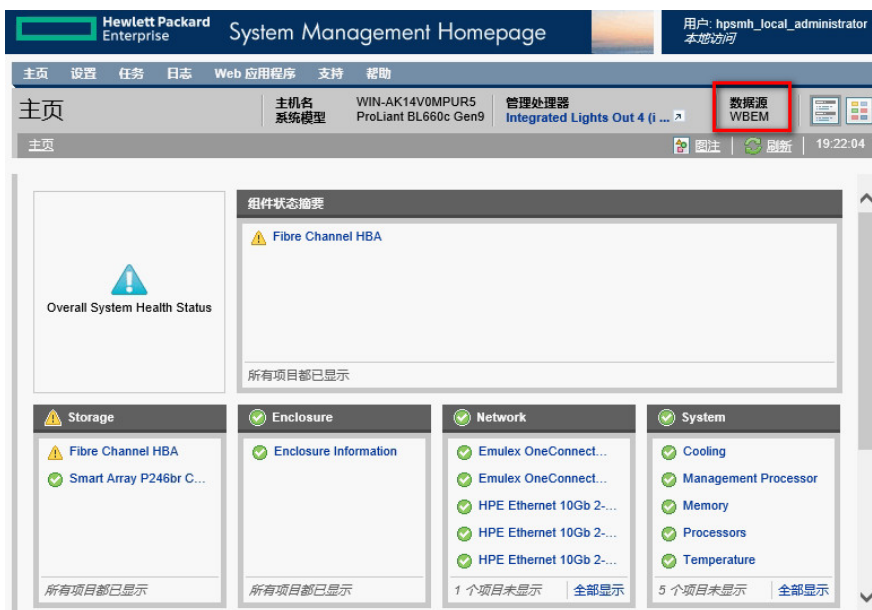 Hewlett Packard
Enterprise
System Management Homepage
用户: hpsmh_local_administrator
本地访问
主页 设置 任务 日志 Web 应用程序 支持 帮助
主页
主机名 WIN-AK14V0MPUR5
系统模型 ProLiant BL660c Gen9
管理处理器
Integrated Lights Out 4 (i ...
数据源
WBEM
主页
图注 刷新 19:22:04
Overall System Health Status
组件状态摘要
Fibre Channel HBA
所有项目都已显示
Storage
Fibre Channel HBA
Smart Array P246br C...
所有项目都已显示
Enclosure
Enclosure Information
所有项目都已显示
Network
Emulex OneConnect...
Emulex OneConnect...
HPE Ethernet 10Gb 2-...
HPE Ethernet 10Gb 2-...
HPE Ethernet 10Gb 2-...
1 个项目未显示 全部显示
System
Cooling
Management Processor
Memory
Processors
Temperature
5 个项目未显示 全部显示